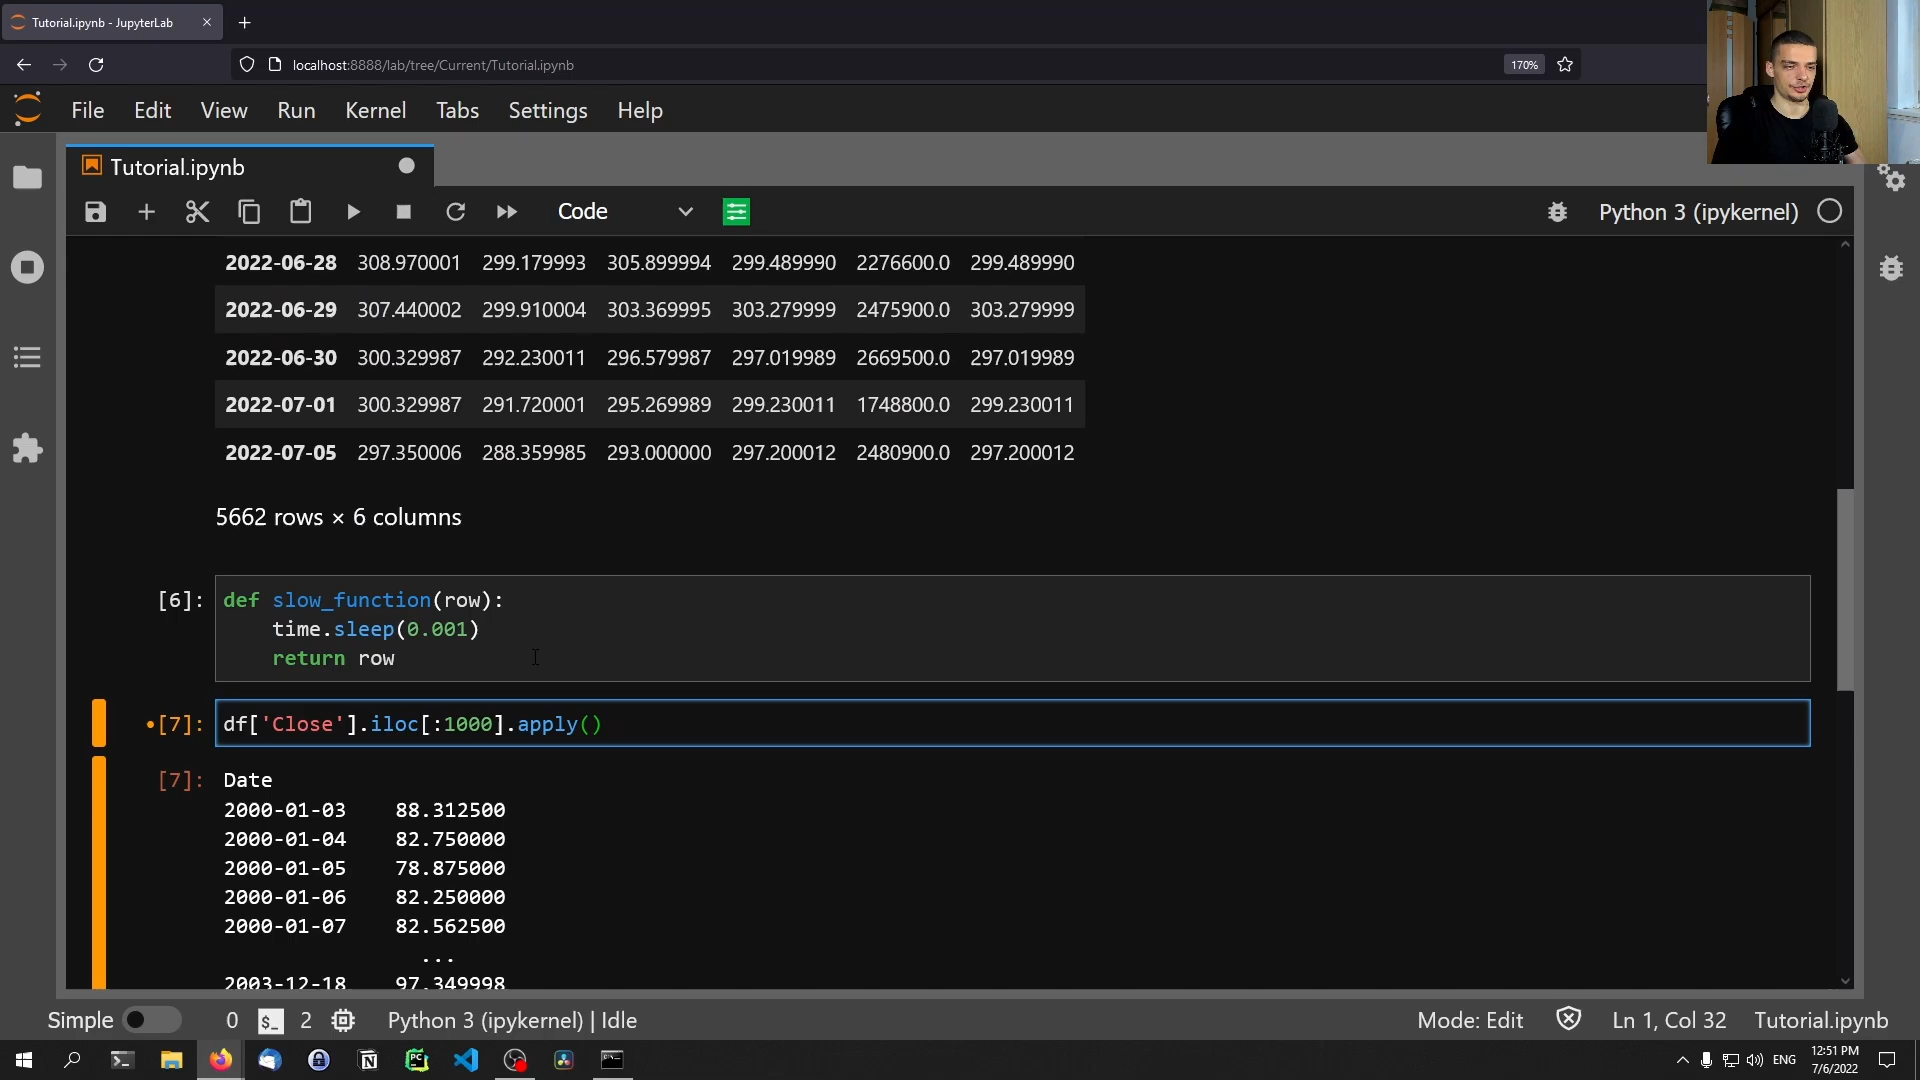 Tutorial.ipynb - JupyterLab
localhost:8888/lab/tree/Current/Tutorial.ipynb
170%
File Edit View Run Kernel Tabs Settings Help
Tutorial.ipynb
Code
Python 3 (ipykernel)
2022-06-28 308.970001 299.179993 305.899994 299.489990 2276600.0 299.489990
2022-06-29 307.440002 299.910004 303.369995 303.279999 2475900.0 303.279999
2022-06-30 300.329987 292.230011 296.579987 297.019989 2669500.0 297.019989
2022-07-01 300.329987 291.720001 295.269989 299.230011 1748800.0 299.230011
2022-07-05 297.350006 288.359985 293.000000 297.200012 2480900.0 297.200012
5662 rows × 6 columns
[6]: def slow_function(row):
time.sleep(0.001)
return row
•[7]: df['Close'].iloc[:1000].apply()
[7]: Date
2000-01-03 88.312500
2000-01-04 82.750000
2000-01-05 78.875000
2000-01-06 82.250000
2000-01-07 82.562500
...
2003-12-18 97.349998
Simple 0 $_ 2 Python 3 (ipykernel) | Idle Mode: Edit Ln 1, Col 32 Tutorial.ipynb
ENG 12:51 PM
7/6/2022